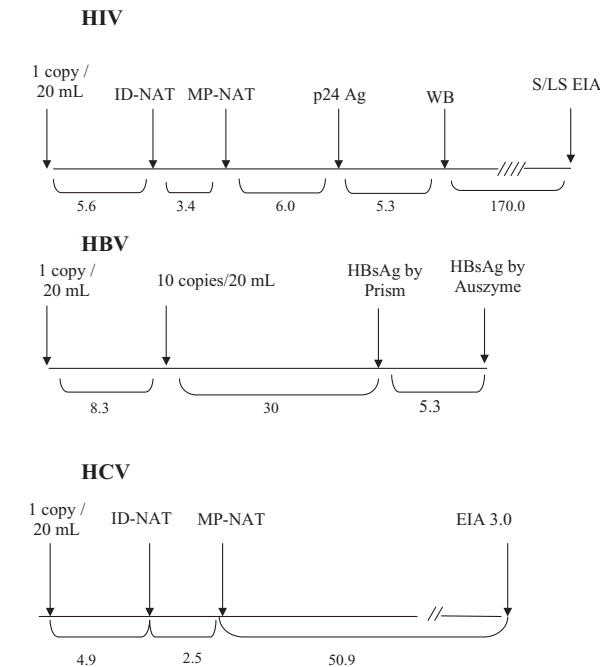 HIV
1 copy /
20 mL
ID-NAT
MP-NAT
p24 Ag
WB
S/LS EIA
5.6
3.4
6.0
5.3
170.0
HBV
1 copy /
20 mL
10 copies/20 mL
HBsAg by
Prism
HBsAg by
Auszyme
8.3
30
5.3
HCV
1 copy /
20 mL
ID-NAT
MP-NAT
EIA 3.0
4.9
2.5
50.9